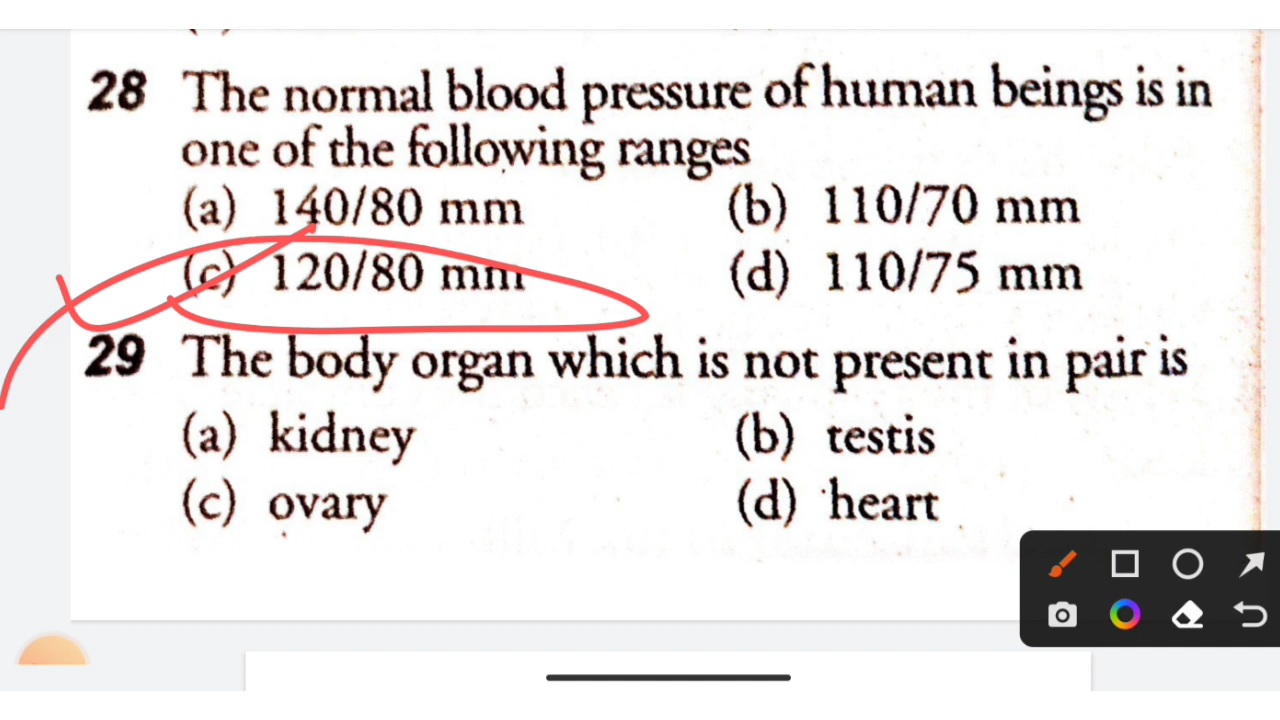 28 The normal blood pressure of human beings is in
one of the following ranges
(a) 140/80 mm (b) 110/70 mm
(c) 120/80 mm (d) 110/75 mm
29 The body organ which is not present in pair is
(a) kidney (b) testis
(c) ovary (d) heart